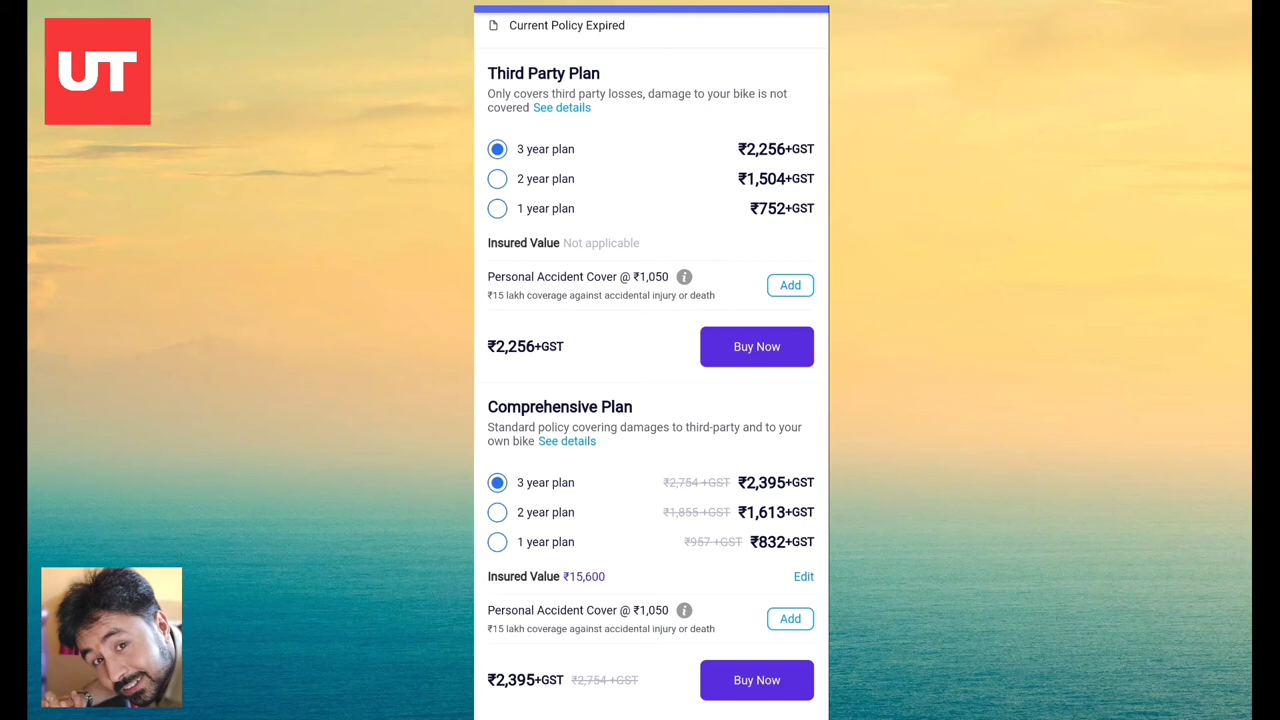 UT
Current Policy Expired
Third Party Plan
Only covers third party losses, damage to your bike is not
covered See details
3 year plan ₹2,256+GST
2 year plan ₹1,504+GST
1 year plan ₹752+GST
Insured Value Not applicable
Personal Accident Cover @ ₹1,050 i
₹15 lakh coverage against accidental injury or death
Add
₹2,256+GST Buy Now
Comprehensive Plan
Standard policy covering damages to third-party and to your
own bike See details
3 year plan ₹2,754 +GST ₹2,395+GST
2 year plan ₹1,855 +GST ₹1,613+GST
1 year plan ₹957 +GST ₹832+GST
Insured Value ₹15,600 Edit
Personal Accident Cover @ ₹1,050 i
₹15 lakh coverage against accidental injury or death
Add
₹2,395+GST ₹2,754 +GST Buy Now